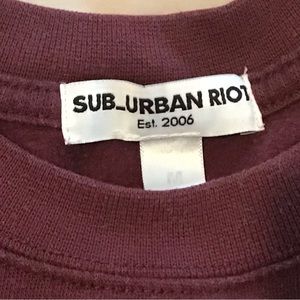 SUB_URBAN RIOT
Est. 2006
M